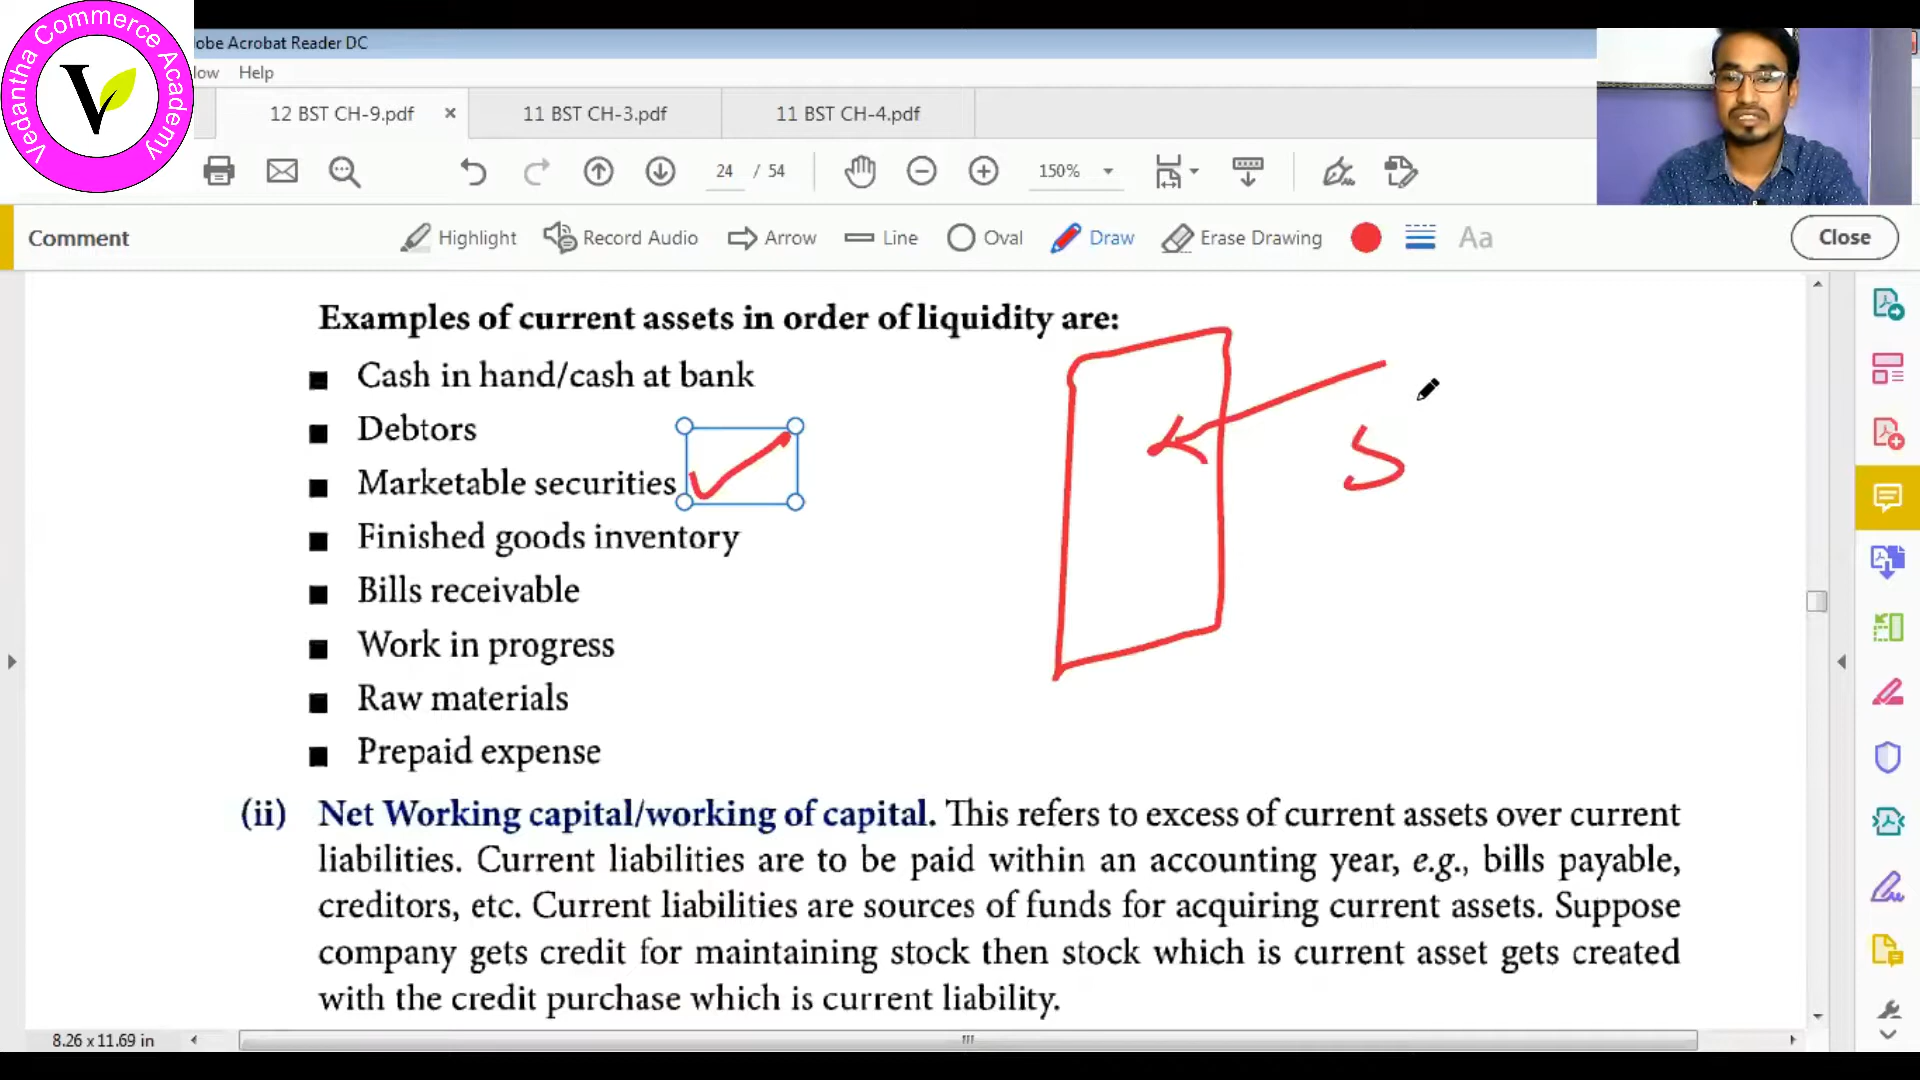 Vedantha Commerce Academy
V
obe Acrobat Reader DC
low Help
12 BST CH-9.pdf × 11 BST CH-3.pdf 11 BST CH-4.pdf
24 / 54 150%
Comment Highlight Record Audio Arrow Line Oval Draw Erase Drawing Aa Close
Examples of current assets in order of liquidity are:
Cash in hand/cash at bank
Debtors
Marketable securities
Finished goods inventory
Bills receivable
Work in progress
Raw materials
Prepaid expense
S
(ii) Net Working capital/working of capital. This refers to excess of current assets over current
liabilities. Current liabilities are to be paid within an accounting year, e.g., bills payable,
creditors, etc. Current liabilities are sources of funds for acquiring current assets. Suppose
company gets credit for maintaining stock then stock which is current asset gets created
with the credit purchase which is current liability.
8.26 x 11.69 in